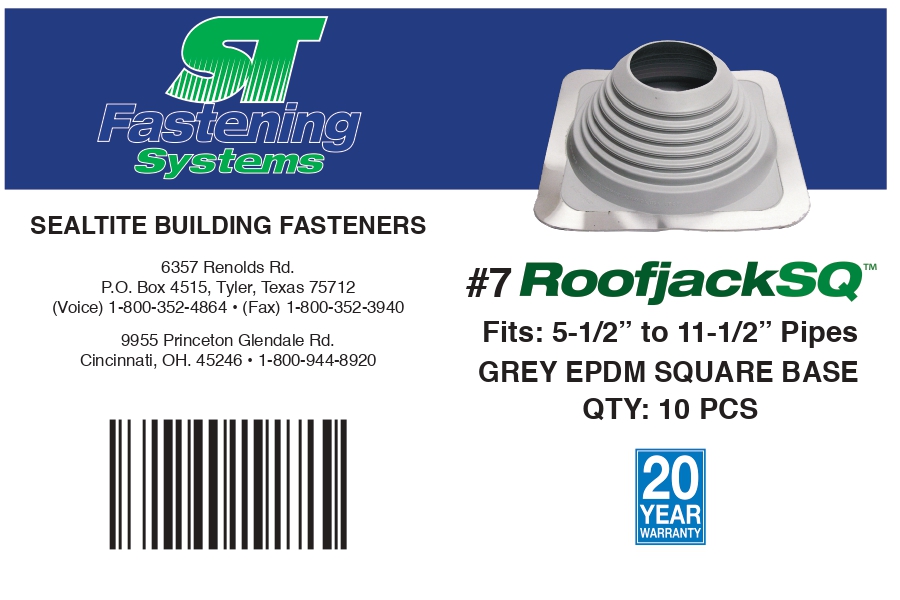 ST
Fastening
Systems
SEALTITE BUILDING FASTENERS
6357 Renolds Rd.
P.O. Box 4515, Tyler, Texas 75712
(Voice) 1-800-352-4864 • (Fax) 1-800-352-3940
9955 Princeton Glendale Rd.
Cincinnati, OH. 45246 • 1-800-944-8920
#7 RoofjackSQ™
Fits: 5-1/2” to 11-1/2” Pipes
GREY EPDM SQUARE BASE
QTY: 10 PCS
20
YEAR
WARRANTY